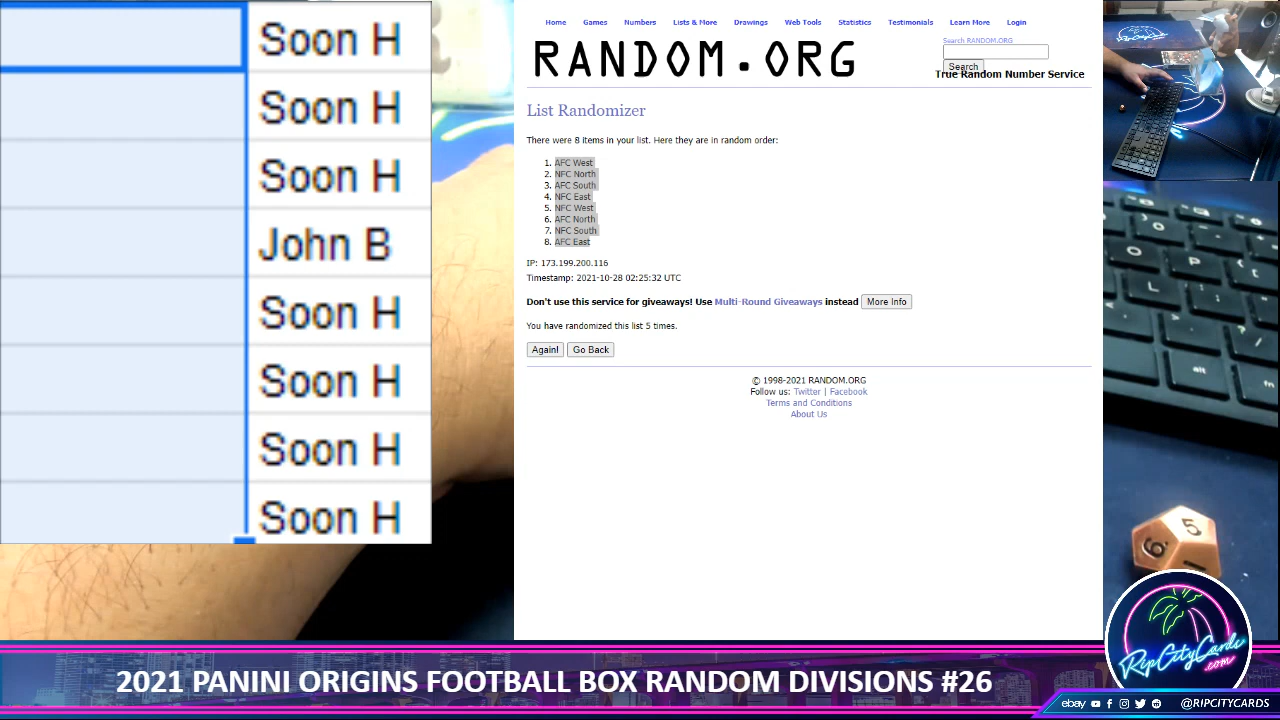 Soon H
Soon H
Soon H
John B
Soon H
Soon H
Soon H
Soon H
Home Games Numbers Lists & More Drawings Web Tools Statistics Testimonials Learn More Login
RANDOM.ORG
Search RANDOM.ORG
Search
True Random Number Service
List Randomizer
There were 8 items in your list. Here they are in random order:
1. AFC West
2. NFC North
3. AFC South
4. NFC East
5. NFC West
6. AFC North
7. NFC South
8. AFC East
IP: 173.199.200.116
Timestamp: 2021-10-28 02:25:32 UTC
Don't use this service for giveaways! Use Multi-Round Giveaways instead More Info
You have randomized this list 5 times.
Again! Go Back
© 1998-2021 RANDOM.ORG
Follow us: Twitter | Facebook
Terms and Conditions
About Us
5
6.
RipCityCards
.com
2021 PANINI ORIGINS FOOTBALL BOX RANDOM DIVISIONS #26
ebay @RIPCITYCARDS